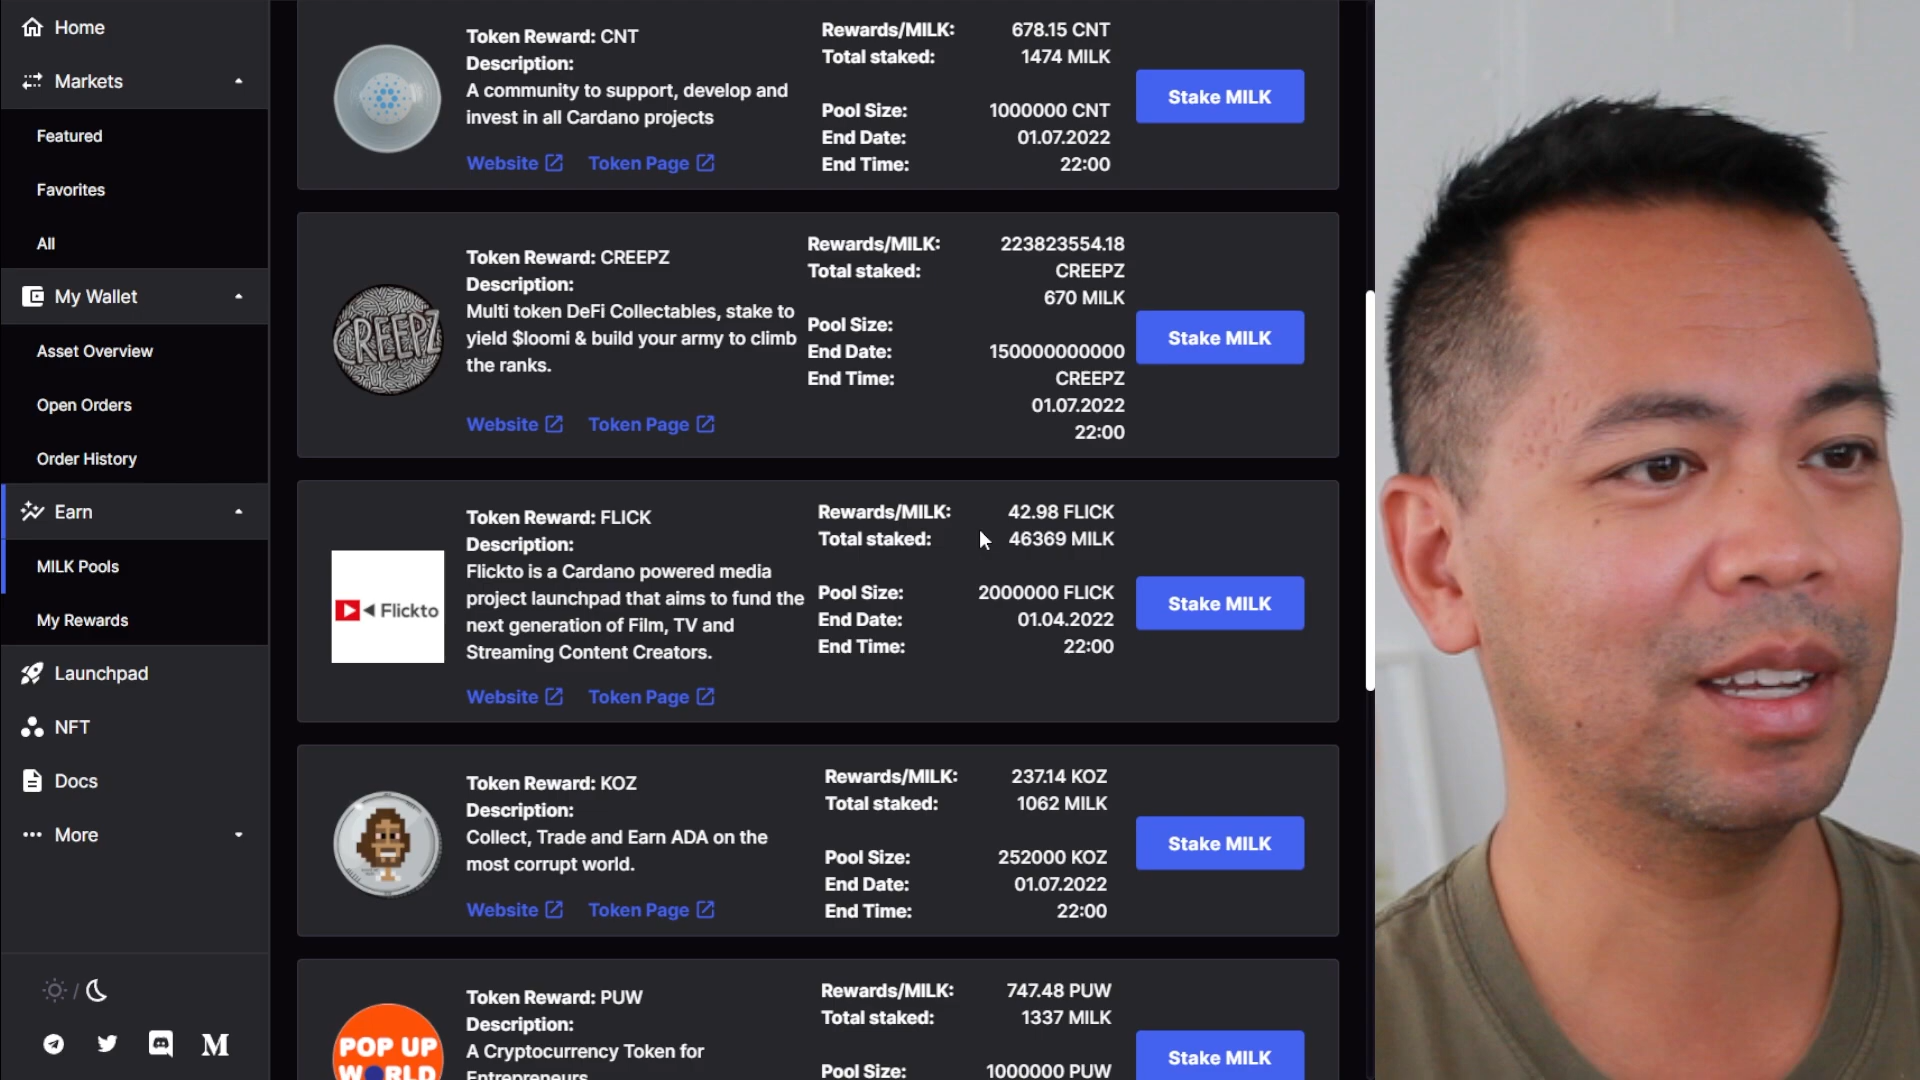 Home
Markets
Featured
Favorites
All
My Wallet
Asset Overview
Open Orders
Order History
Earn
MILK Pools
My Rewards
Launchpad
NFT
Docs
More
/
M
Token Reward: CNT
Description:
A community to support, develop and
invest in all Cardano projects
Website
Token Page
Rewards/MILK: 678.15 CNT
Total staked: 1474 MILK
Pool Size: 1000000 CNT
End Date: 01.07.2022
End Time: 22:00
Stake MILK
CREEPZ
Token Reward: CREEPZ
Description:
Multi token DeFi Collectables, stake to
yield $loomi & build your army to climb
the ranks.
Website
Token Page
Rewards/MILK: 223823554.18
Total staked: CREEPZ
670 MILK
Pool Size:
End Date: 150000000000
End Time: CREEPZ
01.07.2022
22:00
Stake MILK
Flickto
Token Reward: FLICK
Description:
Flickto is a Cardano powered media
project launchpad that aims to fund the
next generation of Film, TV and
Streaming Content Creators.
Website
Token Page
Rewards/MILK: 42.98 FLICK
Total staked: 46369 MILK
Pool Size: 2000000 FLICK
End Date: 01.04.2022
End Time: 22:00
Stake MILK
Token Reward: KOZ
Description:
Collect, Trade and Earn ADA on the
most corrupt world.
Website
Token Page
Rewards/MILK: 237.14 KOZ
Total staked: 1062 MILK
Pool Size: 252000 KOZ
End Date: 01.07.2022
End Time: 22:00
Stake MILK
POP UP
WORLD
Token Reward: PUW
Description:
A Cryptocurrency Token for
Entrepreneurs
Rewards/MILK: 747.48 PUW
Total staked: 1337 MILK
Pool Size: 1000000 PUW
Stake MILK